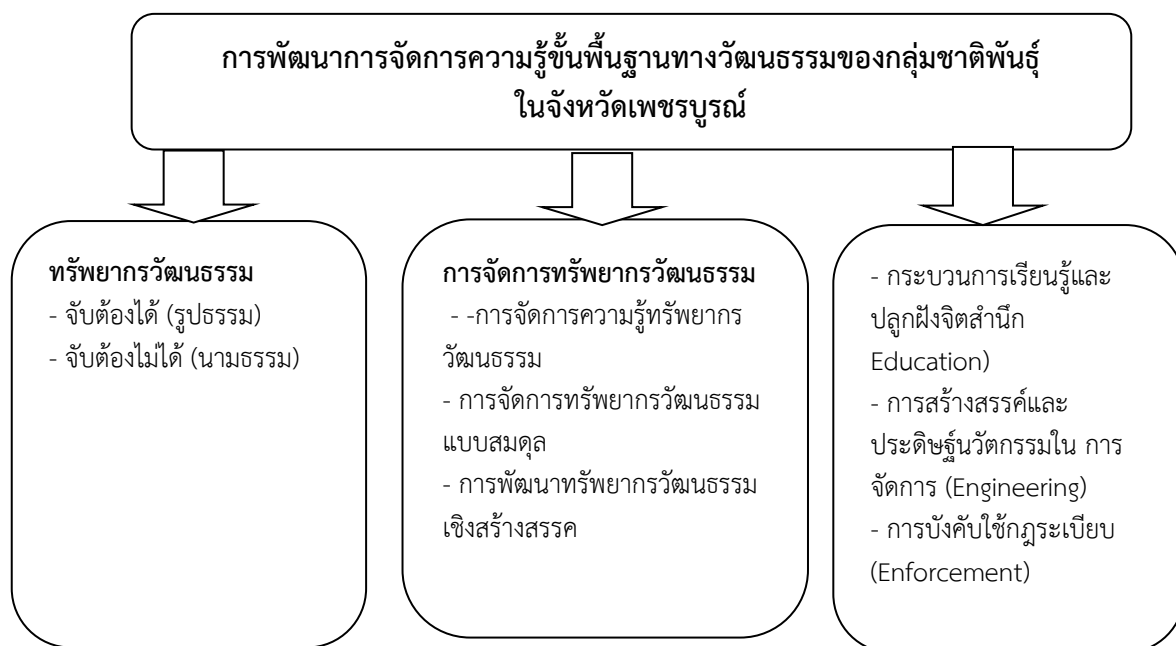 การพัฒนาการจัดการความรู้ขั้นพื้นฐานทางวัฒนธรรมของกลุ่มชาติพันธุ์
ในจังหวัดเพชรบูรณ์
ทรัพยากรวัฒนธรรม
- จับต้องได้ (รูปธรรม)
- จับต้องไม่ได้ (นามธรรม)
การจัดการทรัพยากรวัฒนธรรม
- -การจัดการความรู้ทรัพยากร
วัฒนธรรม
- การจัดการทรัพยากรวัฒนธรรม
แบบสมดุล
- การพัฒนาทรัพยากรวัฒนธรรม
เชิงสร้างสรรค
- กระบวนการเรียนรู้และ
ปลูกฝังจิตสำนึก
Education)
- การสร้างสรรค์และ
ประดิษฐ์นวัตกรรมใน การ
จัดการ (Engineering)
- การบังคับใช้กฎระเบียบ
(Enforcement)